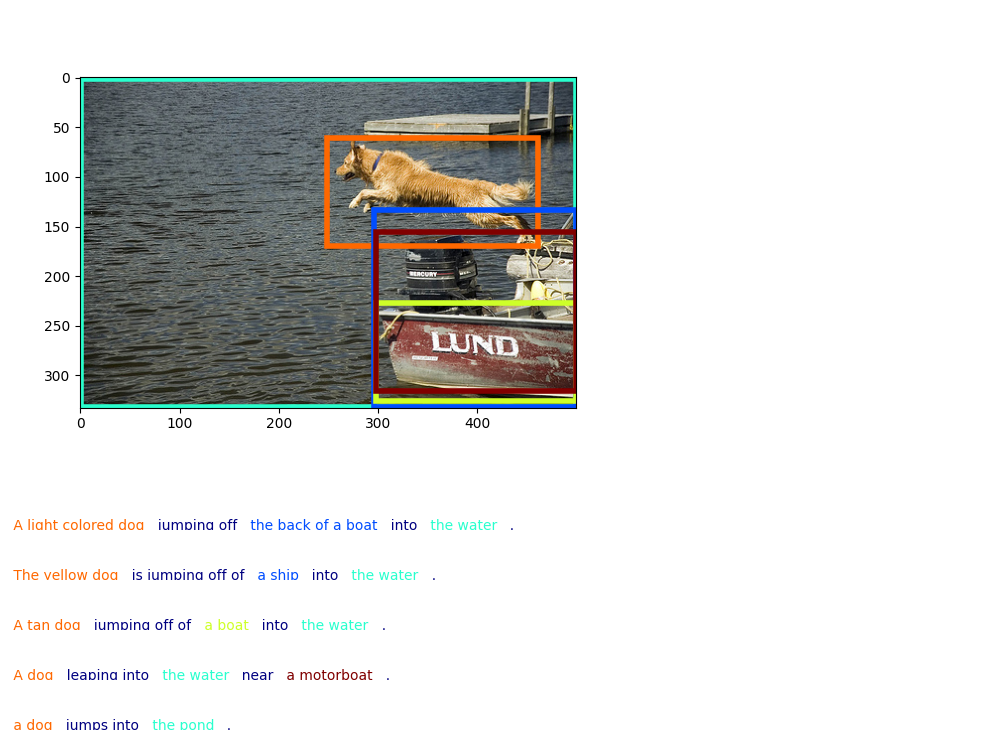 0
50
100
150
200
250
300
MERCURY
LUND
0 100 200 300 400
A light colored dog jumping off the back of a boat into the water .
The yellow dog is jumping off of a ship into the water .
A tan dog jumping off of a boat into the water .
A dog leaping into the water near a motorboat .
a dog jumps into the pond .